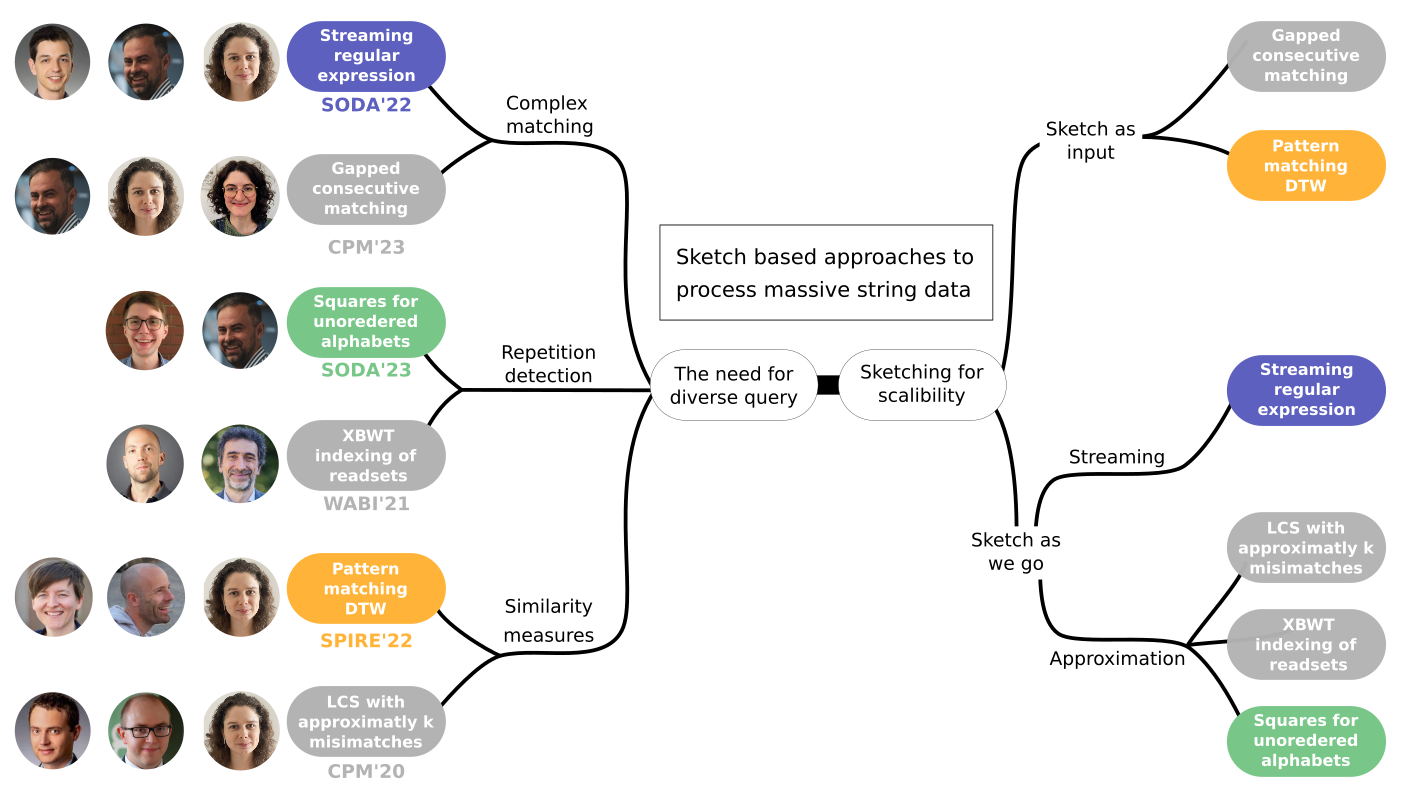 Streaming
regular
expression
SODA'22
Gapped
consecutive
matching
CPM'23
Complex
matching
Squares for
unoredered
alphabets
SODA'23
XBWT
indexing of
readsets
WABI'21
Repetition
detection
Pattern
matching
DTW
SPIRE'22
LCS with
approximatly k
misimatches
CPM'20
Similarity
measures
Sketch based approaches to
process massive string data
The need for
diverse query
Sketching for
scalibility
Sketch as
input
Gapped
consecutive
matching
Pattern
matching
DTW
Sketch as
we go
Streaming
Streaming
regular
expression
Approximation
LCS with
approximatly k
misimatches
XBWT
indexing of
readsets
Squares for
unoredered
alphabets